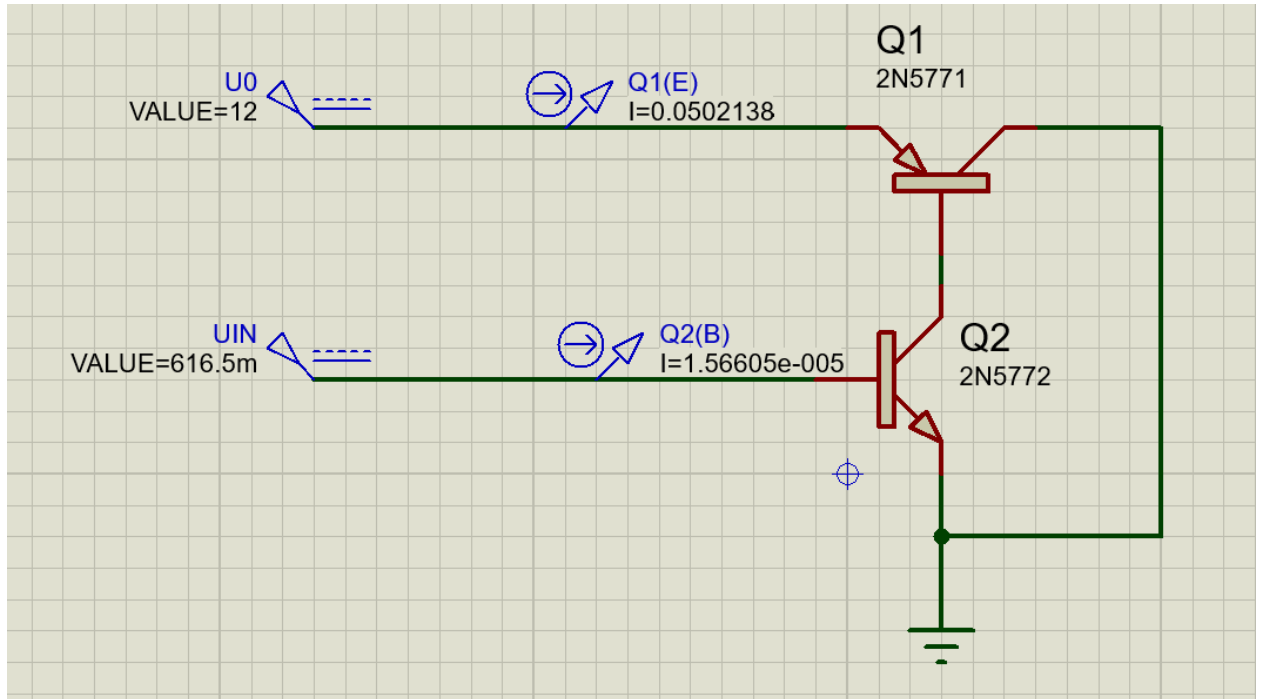 Q1
2N5771
U0
VALUE=12
Q1(E)
I=0.0502138
UIN
VALUE=616.5m
Q2(B)
I=1.56605e-005
Q2
2N5772